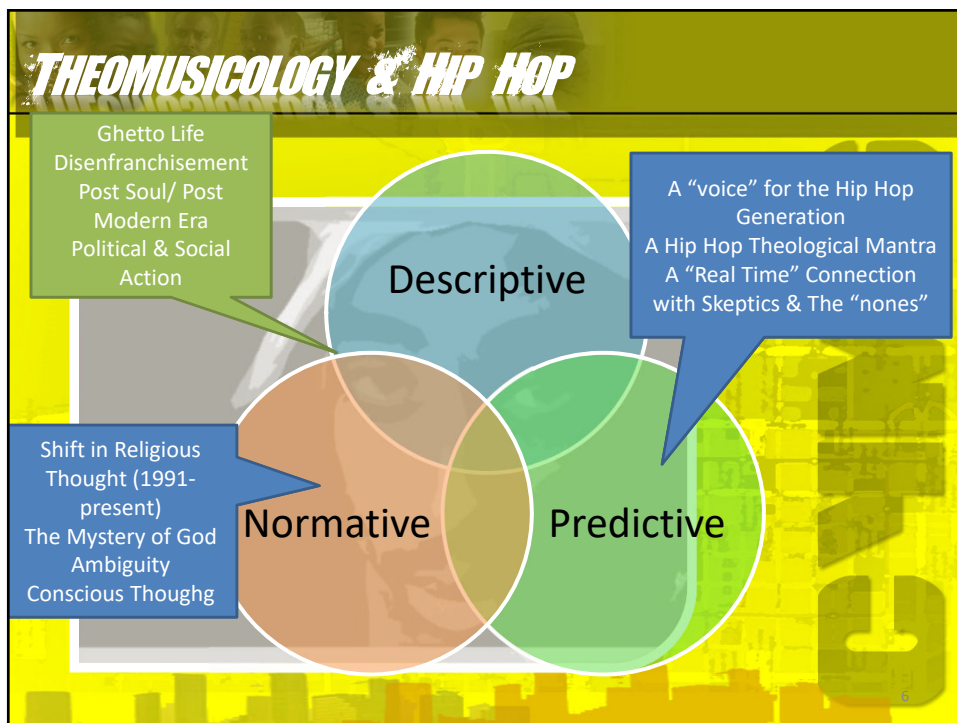 THEOMUSICOLOGY & HIP HOP
Ghetto Life
Disenfranchisement
Post Soul/ Post
Modern Era
Political & Social
Action
A “voice” for the Hip Hop
Generation
A Hip Hop Theological Mantra
A “Real Time” Connection
with Skeptics & The “nones”
Descriptive
Shift in Religious
Thought (1991-
present)
The Mystery of God
Ambiguity
Conscious Thoughg
Normative
Predictive
6